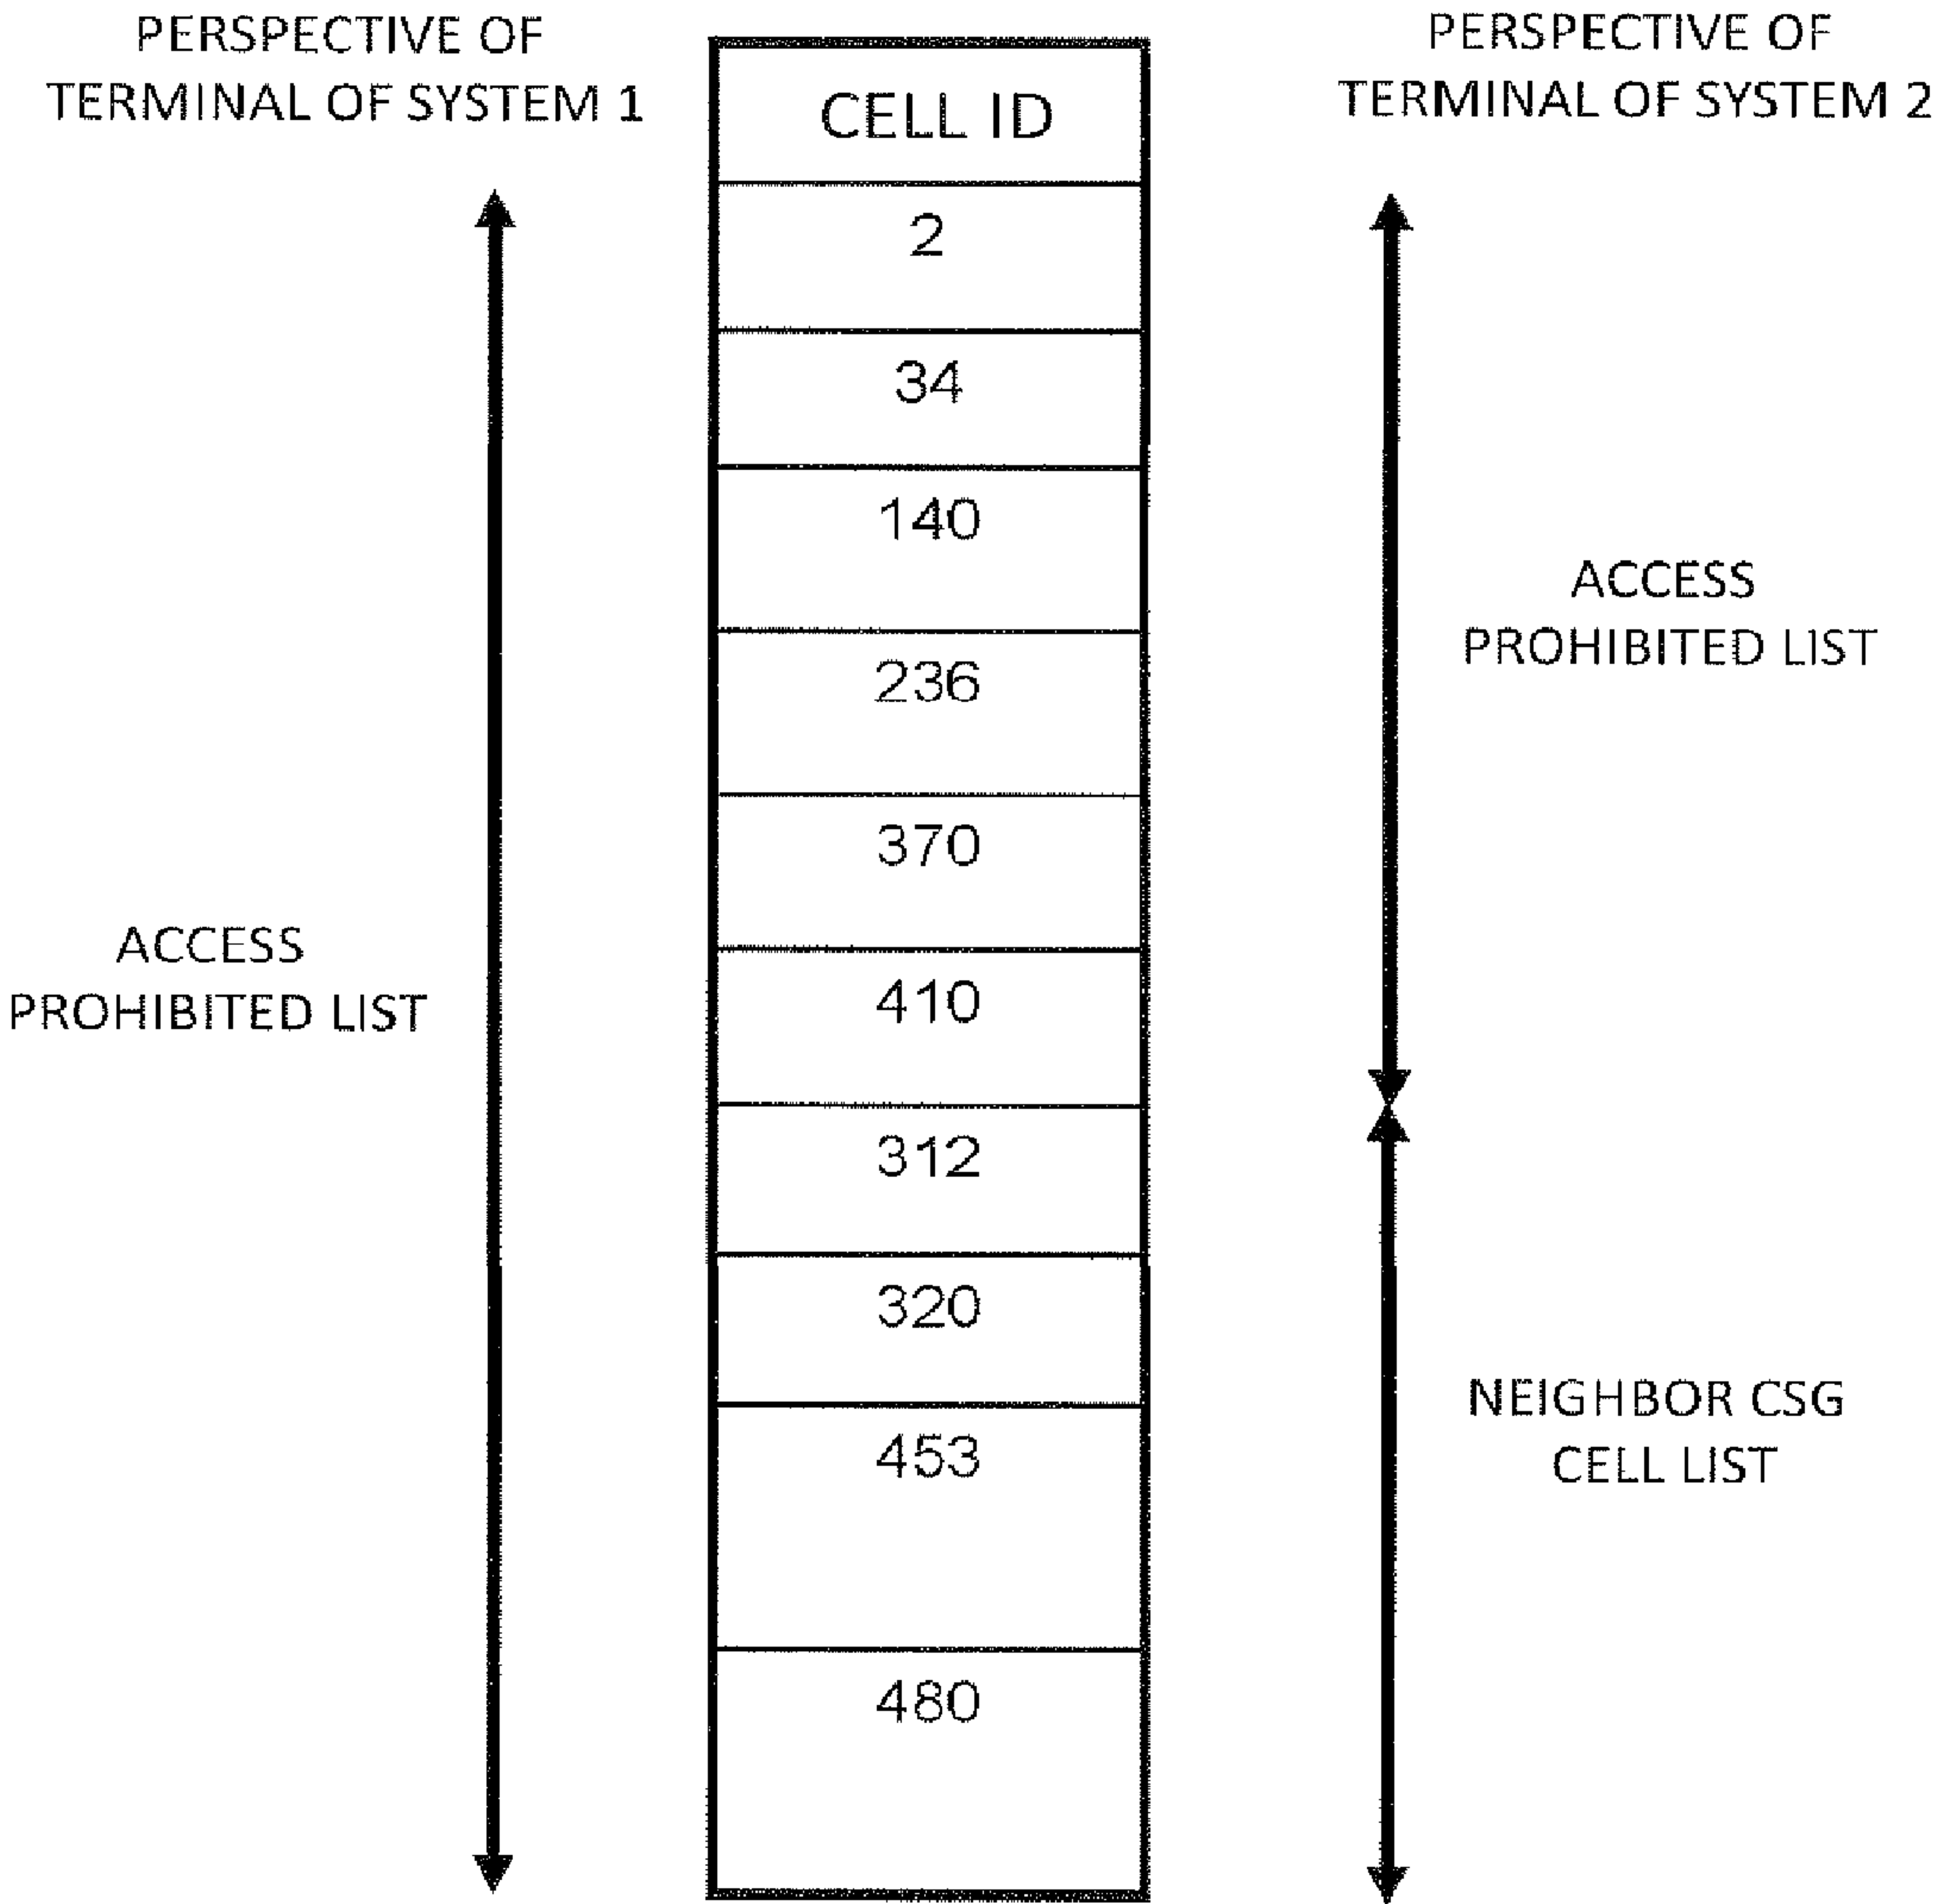 PERSPECTIVE OF
TERMINAL OF SYSTEM 1
PERSPECTIVE OF
TERMINAL OF SYSTEM 2
CELL ID
2
34
140
236
370
410
312
320
453
480
ACCESS
PROHIBITED LIST
ACCESS
PROHIBITED LIST
NEIGHBOR CSG
CELL LIST